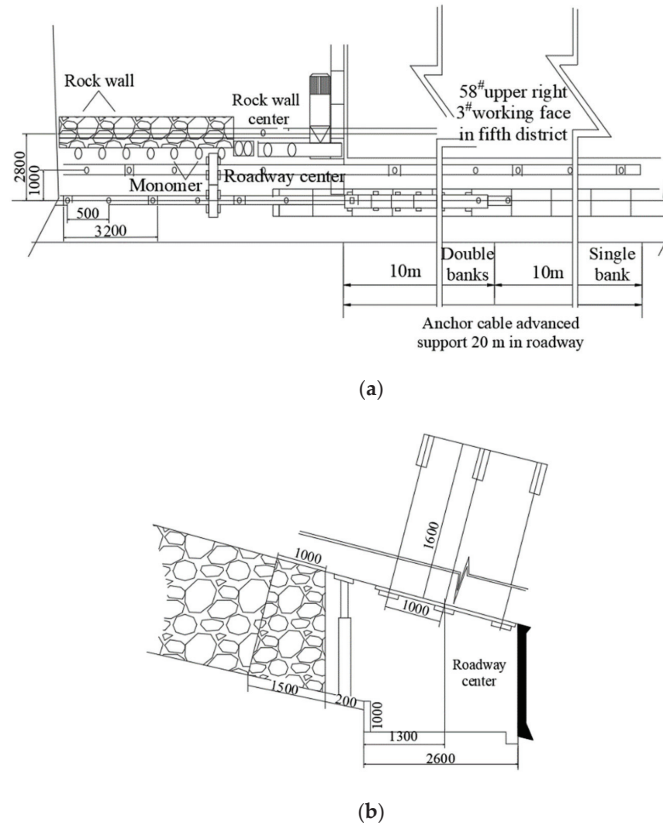 Rock wall
Rock wall
center
58#upper right
3#working face
in fifth district
2800
1000
Monomer
Roadway center
500
3200
Double
banks
Single
bank
10m
10m
Anchor cable advanced
support 20 m in roadway
(a)
1600
1000
1000
Roadway
center
1500
200
1000
1300
2600
(b)